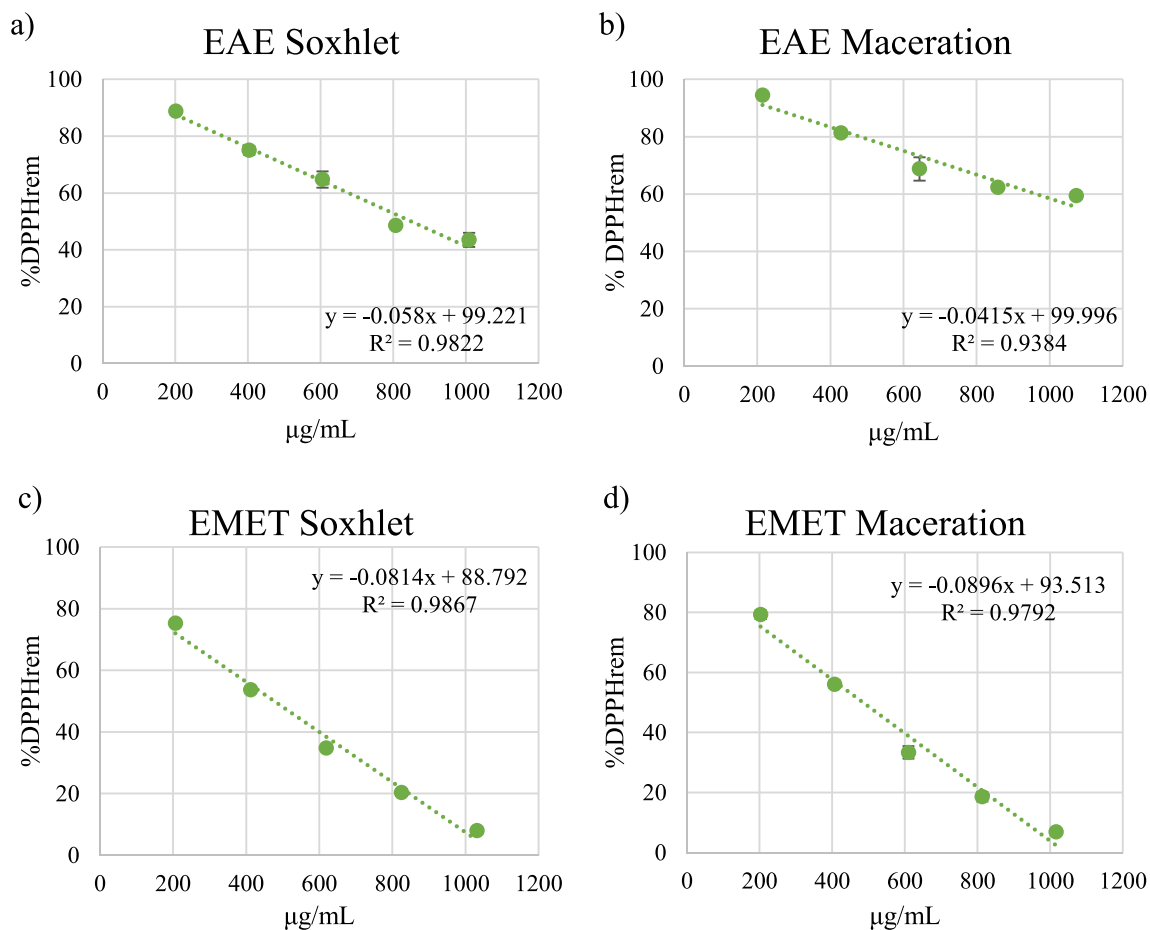 a)
EAE Soxhlet
100
80
60
40
20
0
%DPPHrem
y = -0.058x + 99.221
R² = 0.9822
0 200 400 600 800 1000 1200
μg/mL
b)
EAE Maceration
100
80
60
40
20
0
% DPPHrem
y = -0.0415x + 99.996
R² = 0.9384
0 200 400 600 800 1000 1200
μg/mL
c)
EMET Soxhlet
100
80
60
40
20
0
%DPPHrem
y = -0.0814x + 88.792
R² = 0.9867
0 200 400 600 800 1000 1200
μg/mL
d)
EMET Maceration
100
80
60
40
20
0
%DPPHrem
y = -0.0896x + 93.513
R² = 0.9792
0 200 400 600 800 1000 1200
μg/mL